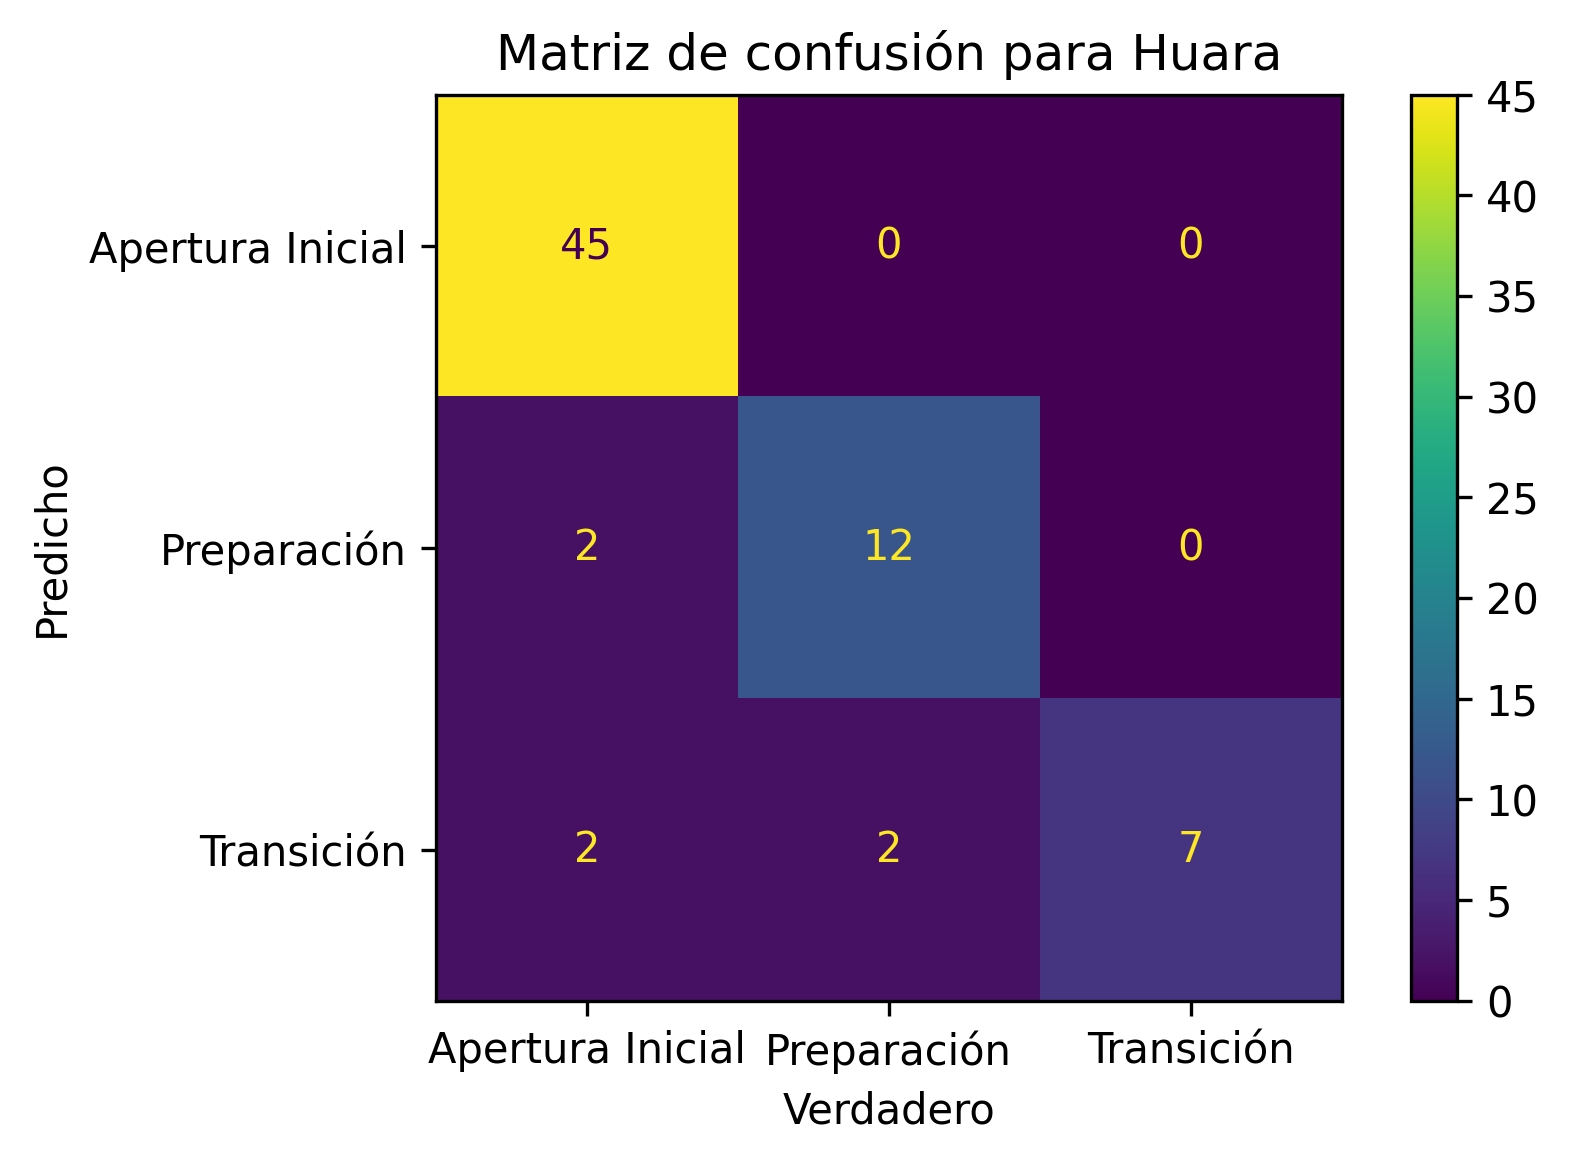 Matriz de confusión para Huara
Predicho
Apertura Inicial
45 0 0
Preparación
2 12 0
Transición
2 2 7
Apertura Inicial Preparación Transición
Verdadero
45
40
35
30
25
20
15
10
5
0